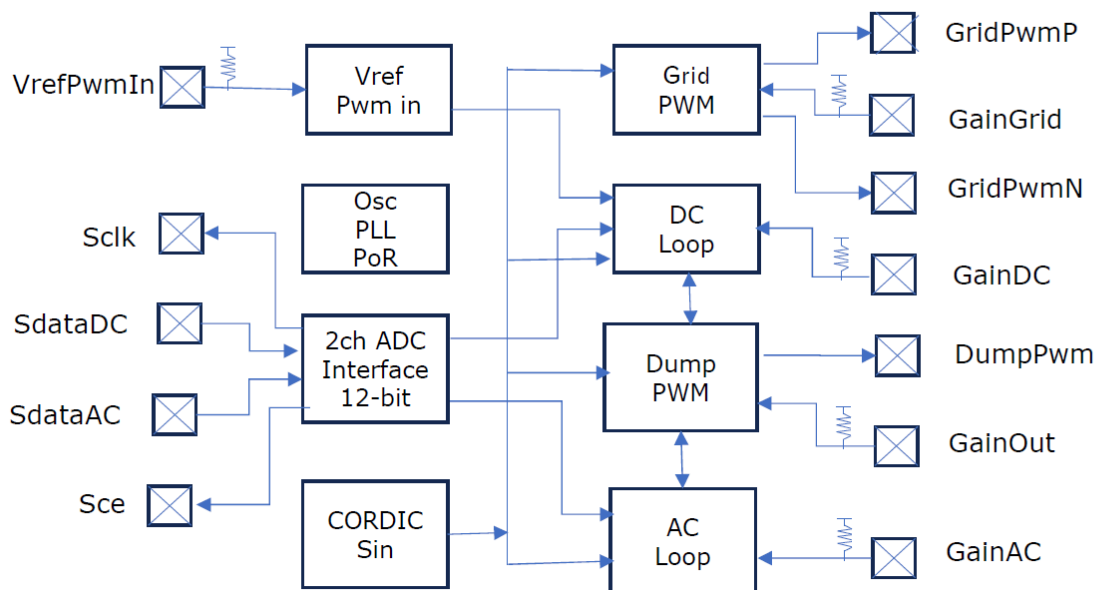 VrefPwmIn
Vref
Pwm in
Grid
PWM
GridPwmP
GainGrid
GridPwmN
Sclk
Osc
PLL
PoR
DC
Loop
GainDC
SdataDC
SdataAC
2ch ADC
Interface
12-bit
Dump
PWM
DumpPwm
GainOut
Sce
CORDIC
Sin
AC
Loop
GainAC